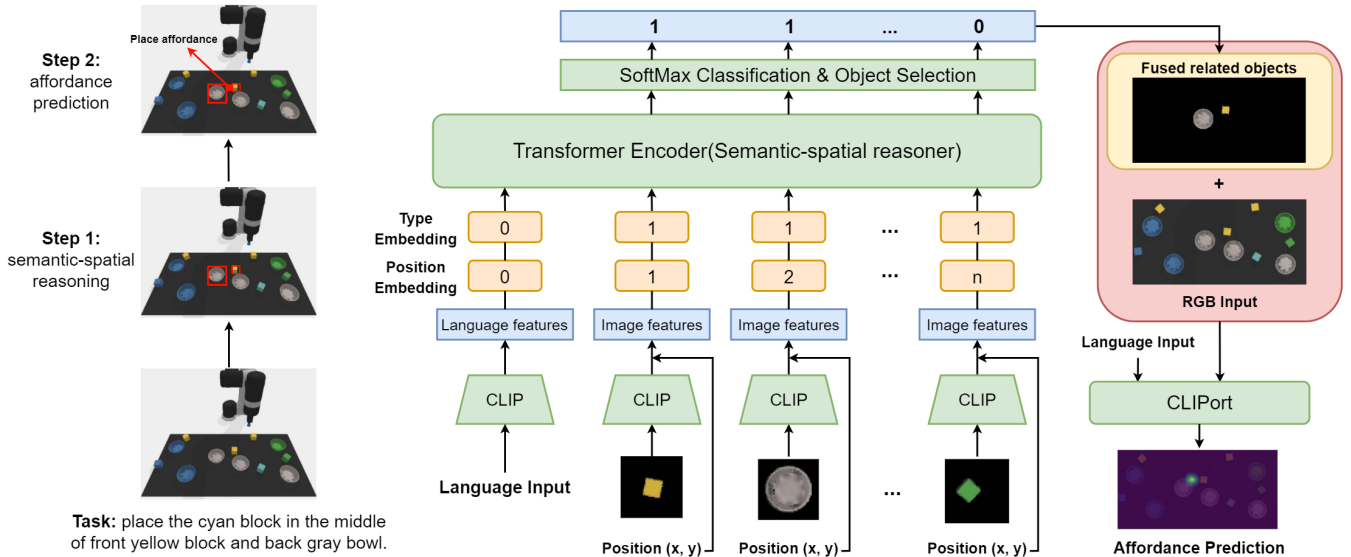 Step 2:
affordance
prediction
Place affordance
Step 1:
semantic-spatial
reasoning
Task: place the cyan block in the middle
of front yellow block and back gray bowl.
1 1 ... 0
SoftMax Classification & Object Selection
Transformer Encoder(Semantic-spatial reasoner)
Type
Embedding
0 1 1 ... 1
Position
Embedding
0 1 2 ... n
Language features
Image features
Image features
Image features
CLIP
CLIP
CLIP
CLIP
Language Input
...
Position (x, y)
Position (x, y)
Position (x, y)
Fused related objects
+
RGB Input
Language Input
CLIPort
Affordance Prediction